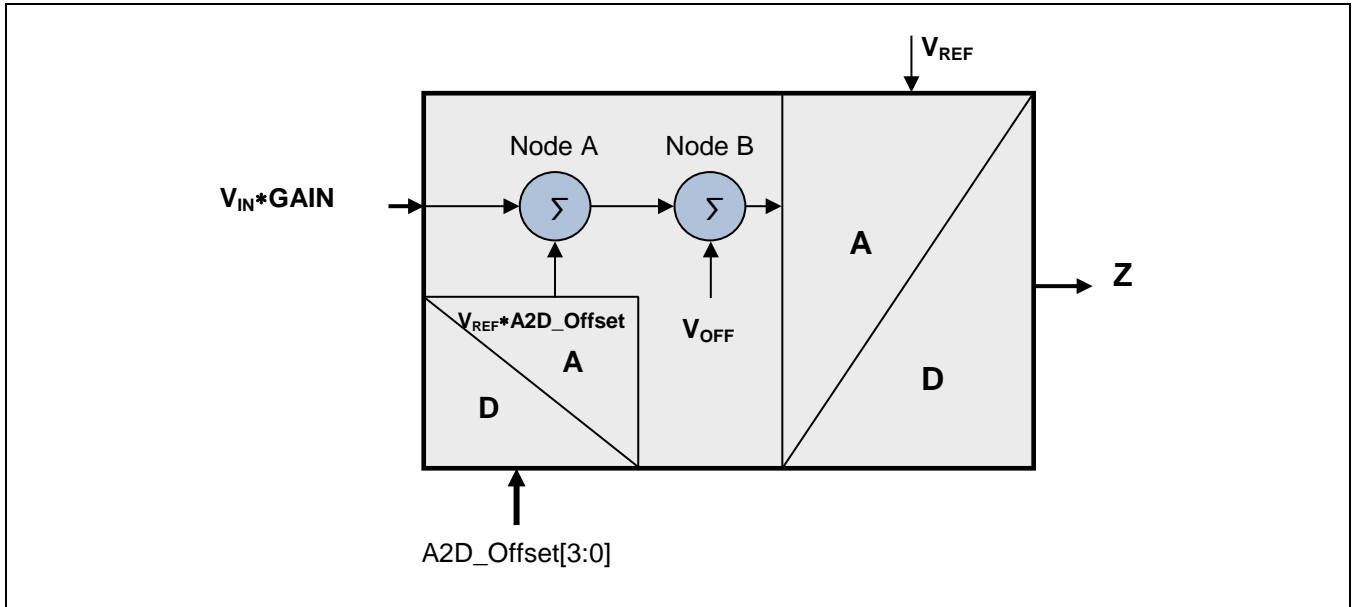 V_REF
Node A
Node B
V_IN*GAIN
Σ
Σ
A
Z
V_REF*A2D_Offset
V_OFF
A
D
D
A2D_Offset[3:0]